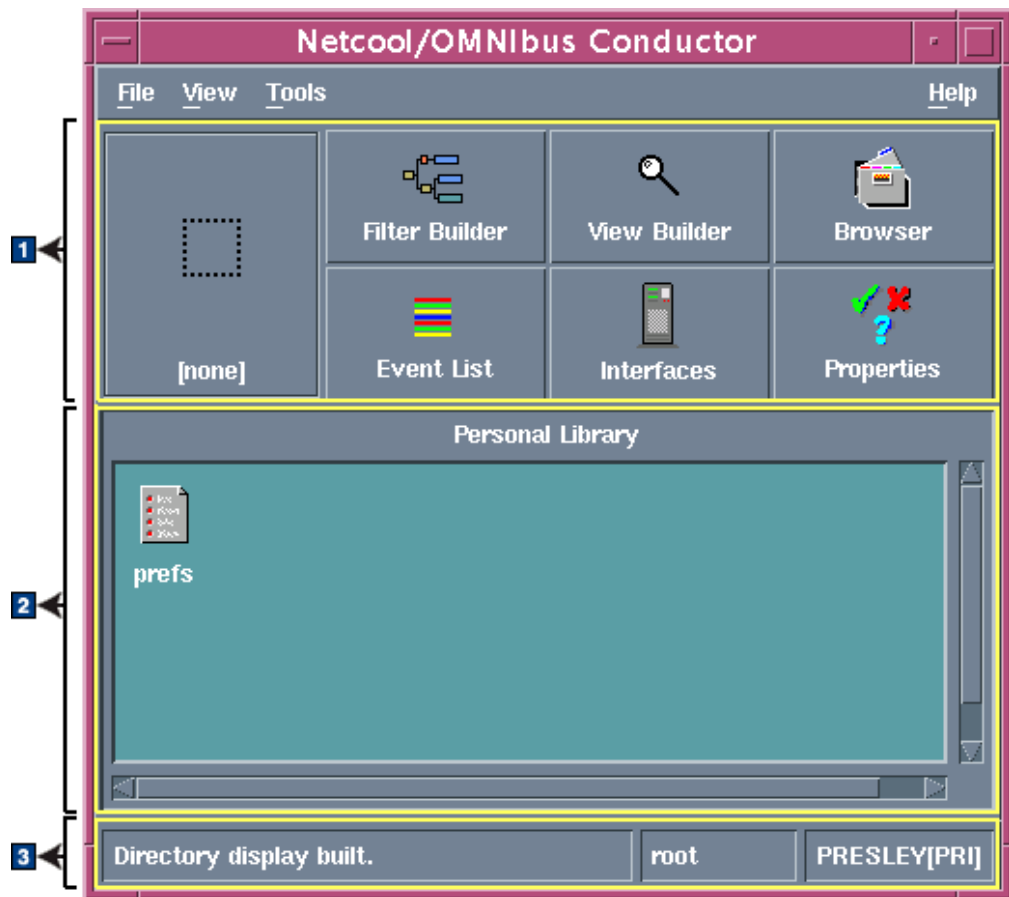 Netcool/OMNIbus Conductor
File View Tools Help
1
[none]
Filter Builder
View Builder
Browser
Event List
Interfaces
Properties
2
Personal Library
prefs
3
Directory display built.
root
PRESLEY[PRI]